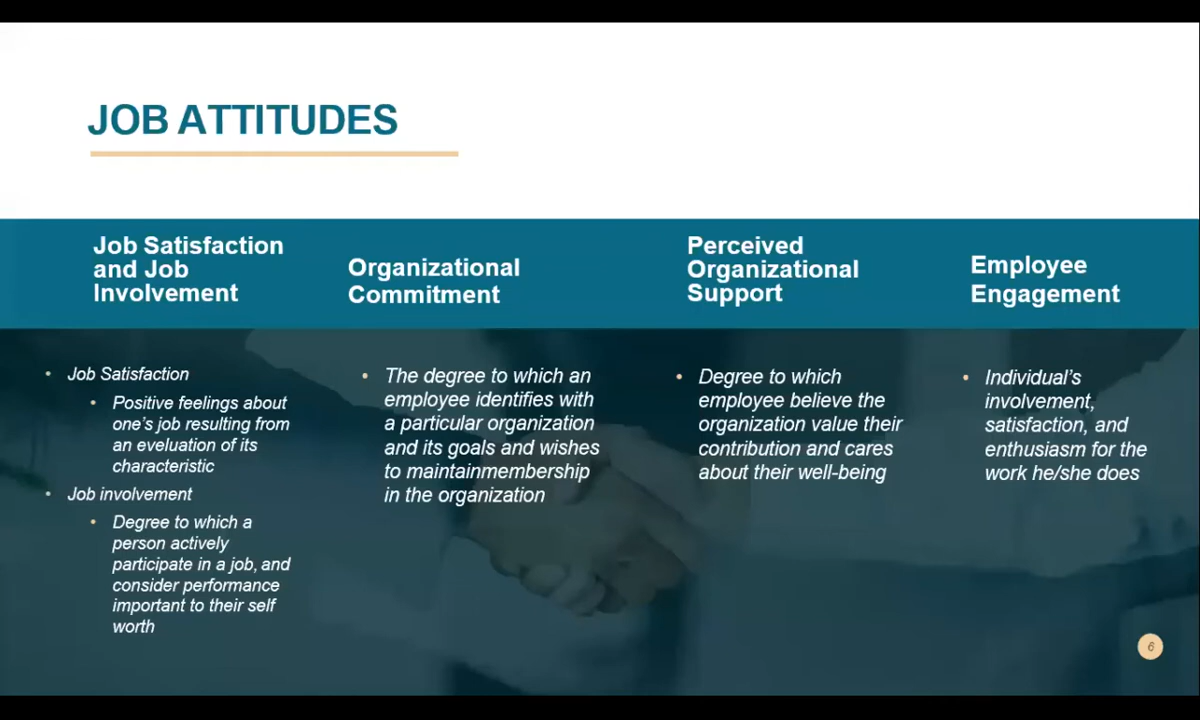 JOB ATTITUDES
Job Satisfaction
and Job
Involvement
Organizational
Commitment
Perceived
Organizational
Support
Employee
Engagement
• Job Satisfaction
• Positive feelings about
one's job resulting from
an eveluation of its
characteristic
• Job involvement
• Degree to which a
person actively
participate in a job, and
consider performance
important to their self
worth
• The degree to which an
employee identifies with
a particular organization
and its goals and wishes
to maintainmembership
in the organization
• Degree to which
employee believe the
organization value their
contribution and cares
about their well-being
• Individual's
involvement,
satisfaction, and
enthusiasm for the
work he/she does
6